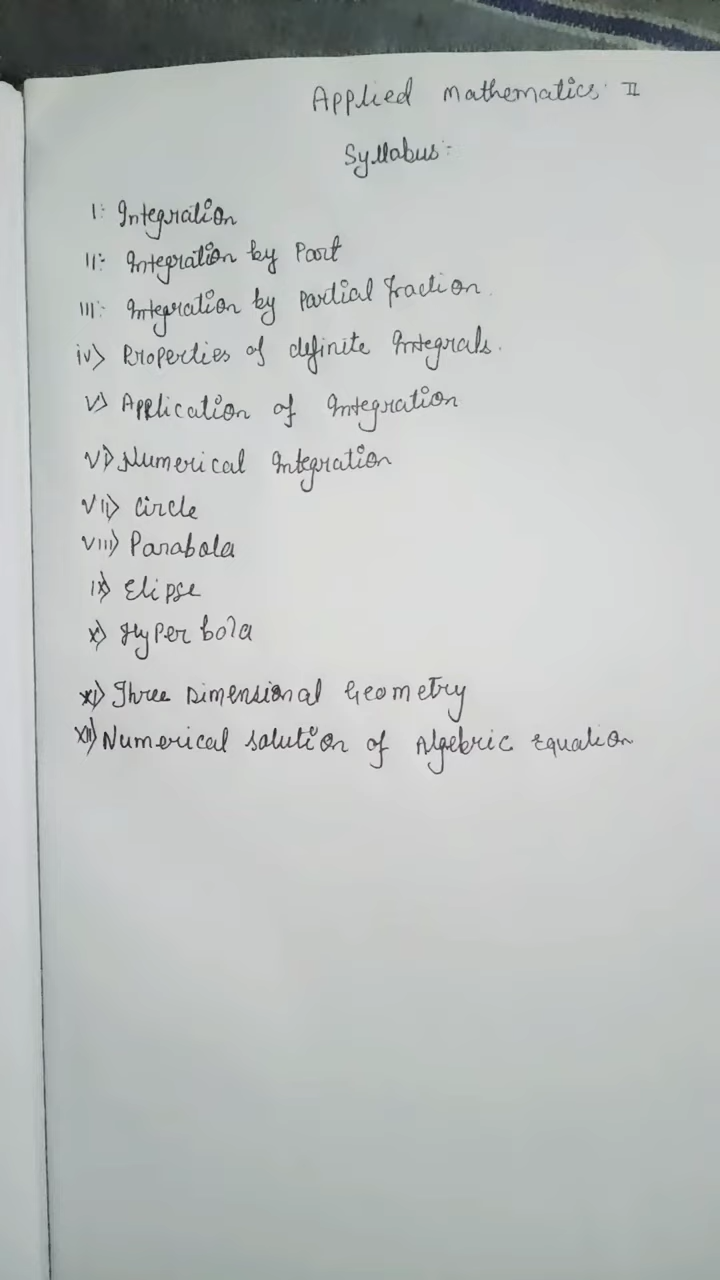 Applied Mathematics II
Syllabus:-
I:- Integration
II:- Integration by Part
III:- Integration by Partial fraction.
iv) Properties of definite Integrals.
V) Application of Integration
VI) Numerical Integration
VII) Circle
VIII) Parabola
IX) Elipse
X) Hyperbola
XI) Three Dimensional Geometry
XII) Numerical solution of Algebric Equation